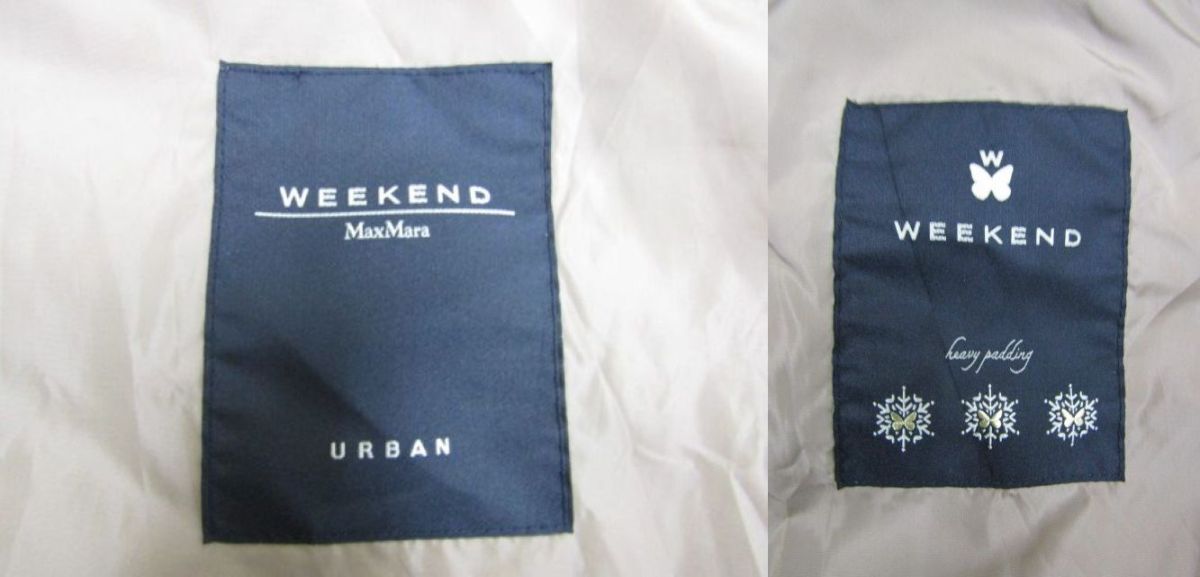 WEEKEND
MaxMara
URBAN
W
WEEKEND
heavy padding